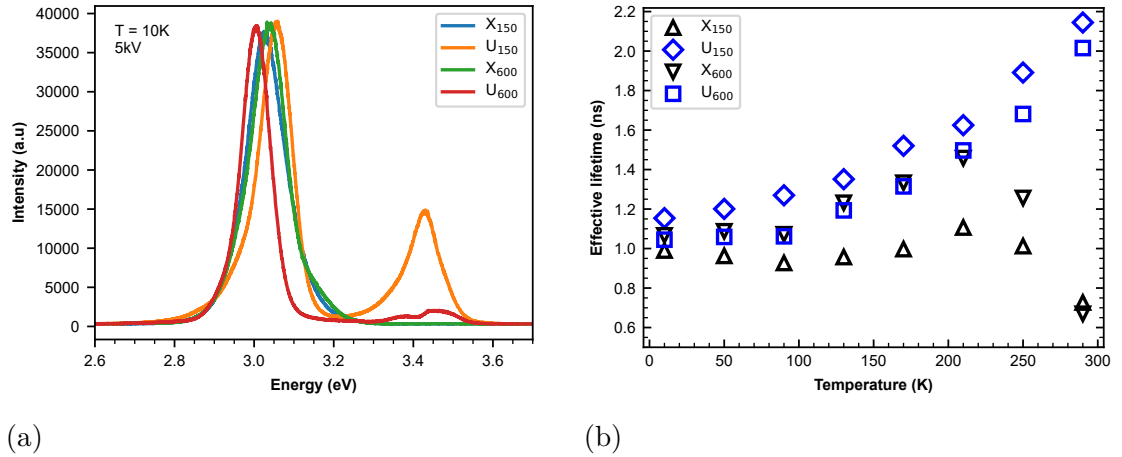 T = 10K
5kV
X150
U150
X600
U600
40000
35000
30000
25000
20000
15000
10000
5000
0
Intensity (a.u)
2.6 2.8 3.0 3.2 3.4 3.6
Energy (eV)
(a)
X150
U150
X600
U600
2.2
2.0
1.8
1.6
1.4
1.2
1.0
0.8
0.6
Effective lifetime (ns)
0 50 100 150 200 250 300
Temperature (K)
(b)